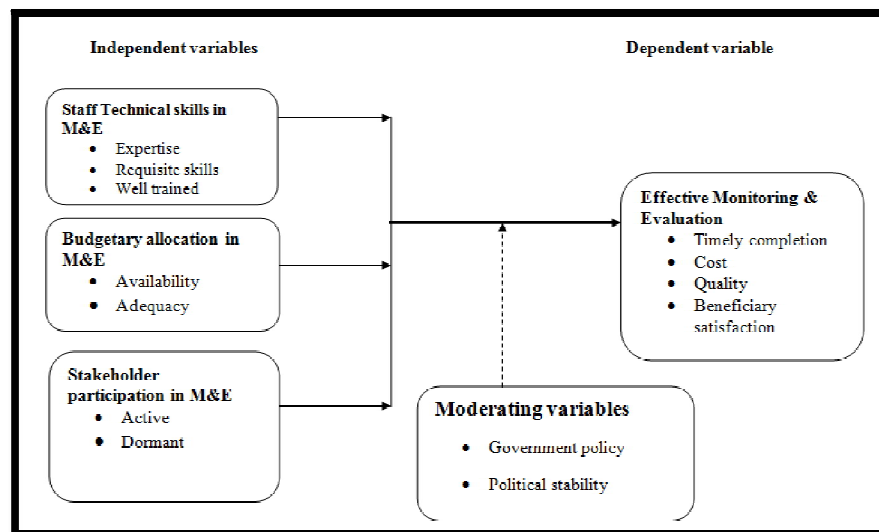 Independent variables
Dependent variable
Staff Technical skills in
M&E
• Expertise
• Requisite skills
• Well trained
Budgetary allocation in
M&E
• Availability
• Adequacy
Stakeholder
participation in M&E
• Active
• Dormant
Effective Monitoring &
Evaluation
• Timely completion
• Cost
• Quality
• Beneficiary
satisfaction
Moderating variables
• Government policy
• Political stability